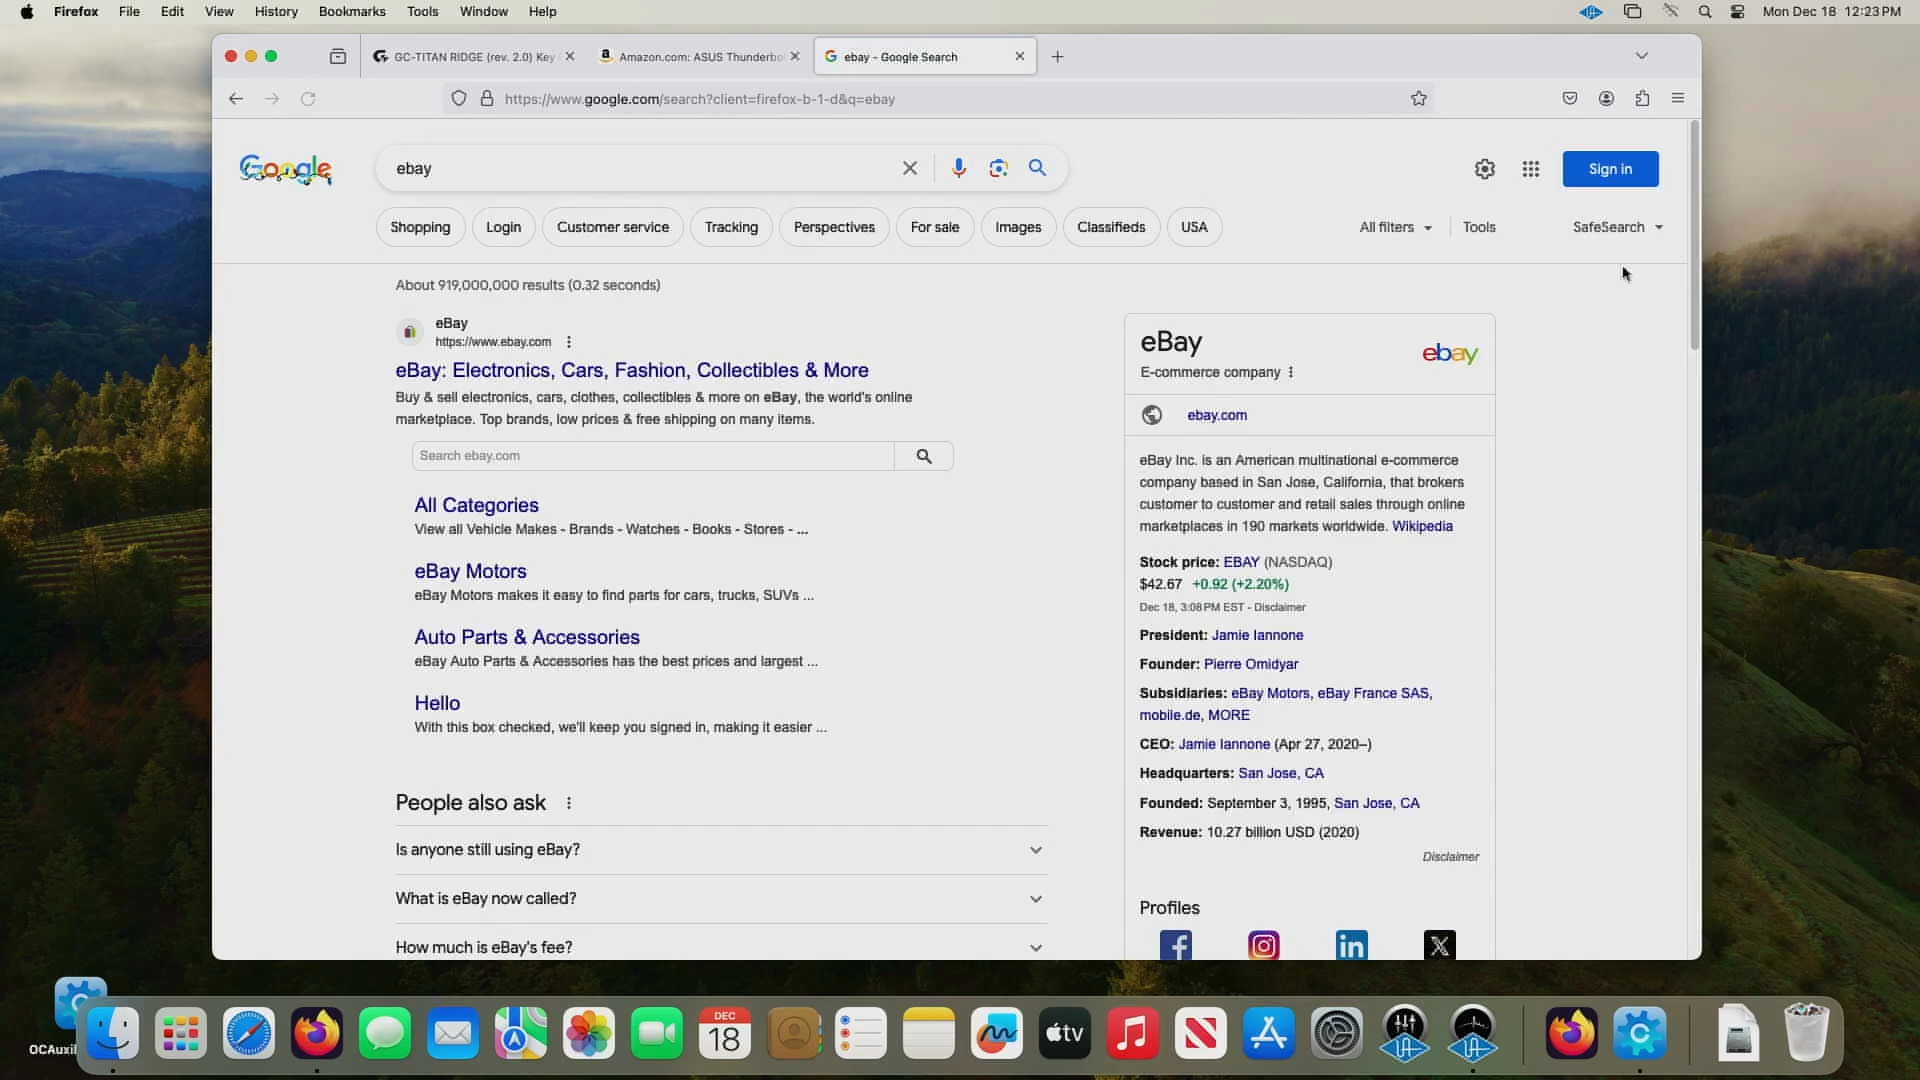 Firefox File Edit View History Bookmarks Tools Window Help Mon Dec 18 12:23 PM
GC-TITAN RIDGE (rev. 2.0) Key
Amazon.com: ASUS Thunderbo
ebay - Google Search
https://www.google.com/search?client=firefox-b-1-d&q=ebay
Google
ebay
Sign in
Shopping Login Customer service Tracking Perspectives For sale Images Classifieds USA All filters Tools SafeSearch
About 919,000,000 results (0.32 seconds)
eBay
https://www.ebay.com
eBay: Electronics, Cars, Fashion, Collectibles & More
Buy & sell electronics, cars, clothes, collectibles & more on eBay, the world's online
marketplace. Top brands, low prices & free shipping on many items.
Search ebay.com
All Categories
View all Vehicle Makes - Brands - Watches - Books - Stores - ...
eBay Motors
eBay Motors makes it easy to find parts for cars, trucks, SUVs ...
Auto Parts & Accessories
eBay Auto Parts & Accessories has the best prices and largest ...
Hello
With this box checked, we'll keep you signed in, making it easier ...
People also ask
Is anyone still using eBay?
What is eBay now called?
How much is eBay's fee?
eBay
ebay
E-commerce company
ebay.com
eBay Inc. is an American multinational e-commerce
company based in San Jose, California, that brokers
customer to customer and retail sales through online
marketplaces in 190 markets worldwide. Wikipedia
Stock price: EBAY (NASDAQ)
$42.67 +0.92 (+2.20%)
Dec 18, 3:08 PM EST - Disclaimer
President: Jamie Iannone
Founder: Pierre Omidyar
Subsidiaries: eBay Motors, eBay France SAS,
mobile.de, MORE
CEO: Jamie Iannone (Apr 27, 2020–)
Headquarters: San Jose, CA
Founded: September 3, 1995, San Jose, CA
Revenue: 10.27 billion USD (2020)
Disclaimer
Profiles
OCAuxil
DEC
18
tv